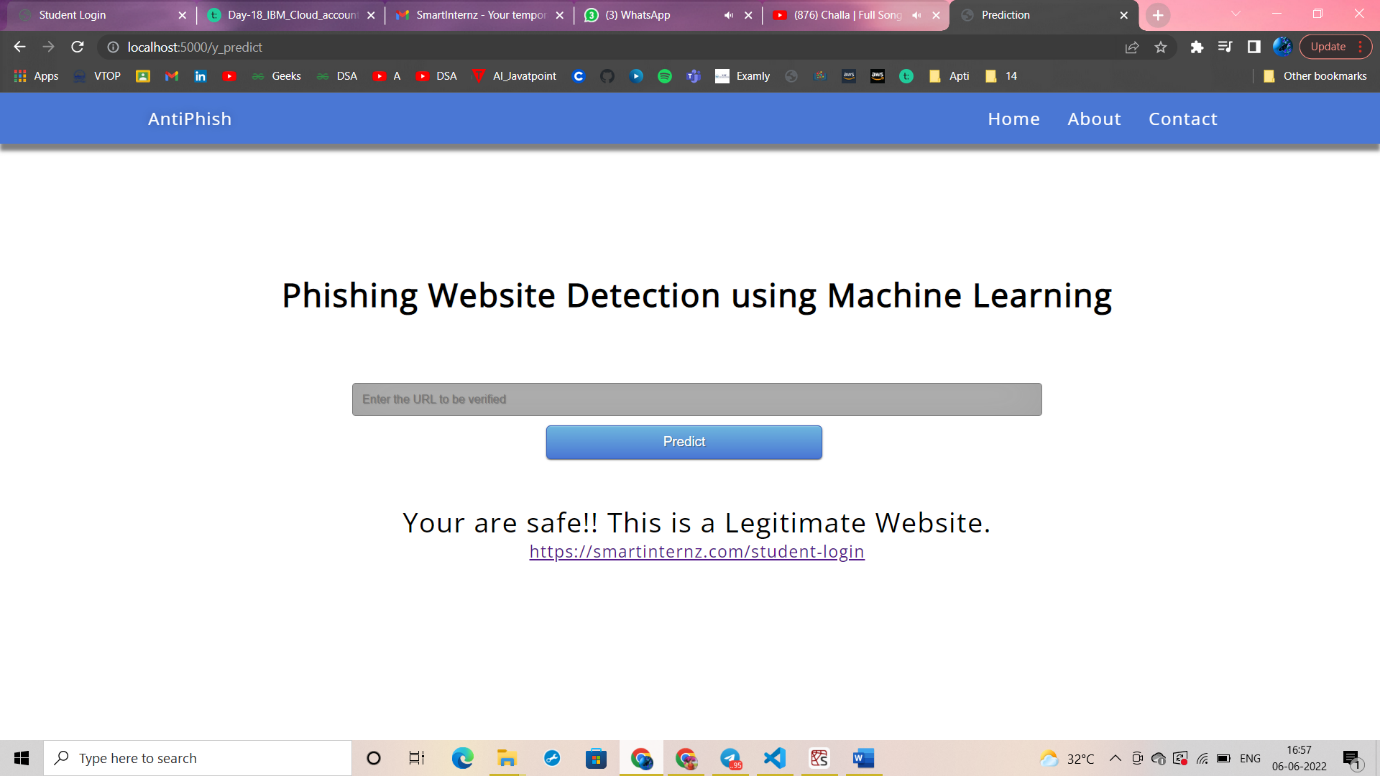 Student Login
Day-18_IBM_Cloud_accoun
SmartInternz - Your tempor
(3) WhatsApp
(876) Challa | Full Song
Prediction
localhost:5000/y_predict
Update
Apps
VTOP
Geeks
DSA
A
DSA
AI_Javatpoint
Examly
Apti
14
Other bookmarks
AntiPhish
Home
About
Contact
Phishing Website Detection using Machine Learning
Enter the URL to be verified
Predict
Your are safe!! This is a Legitimate Website.
https://smartinternz.com/student-login
Type here to search
32°C
ENG
16:57
06-06-2022